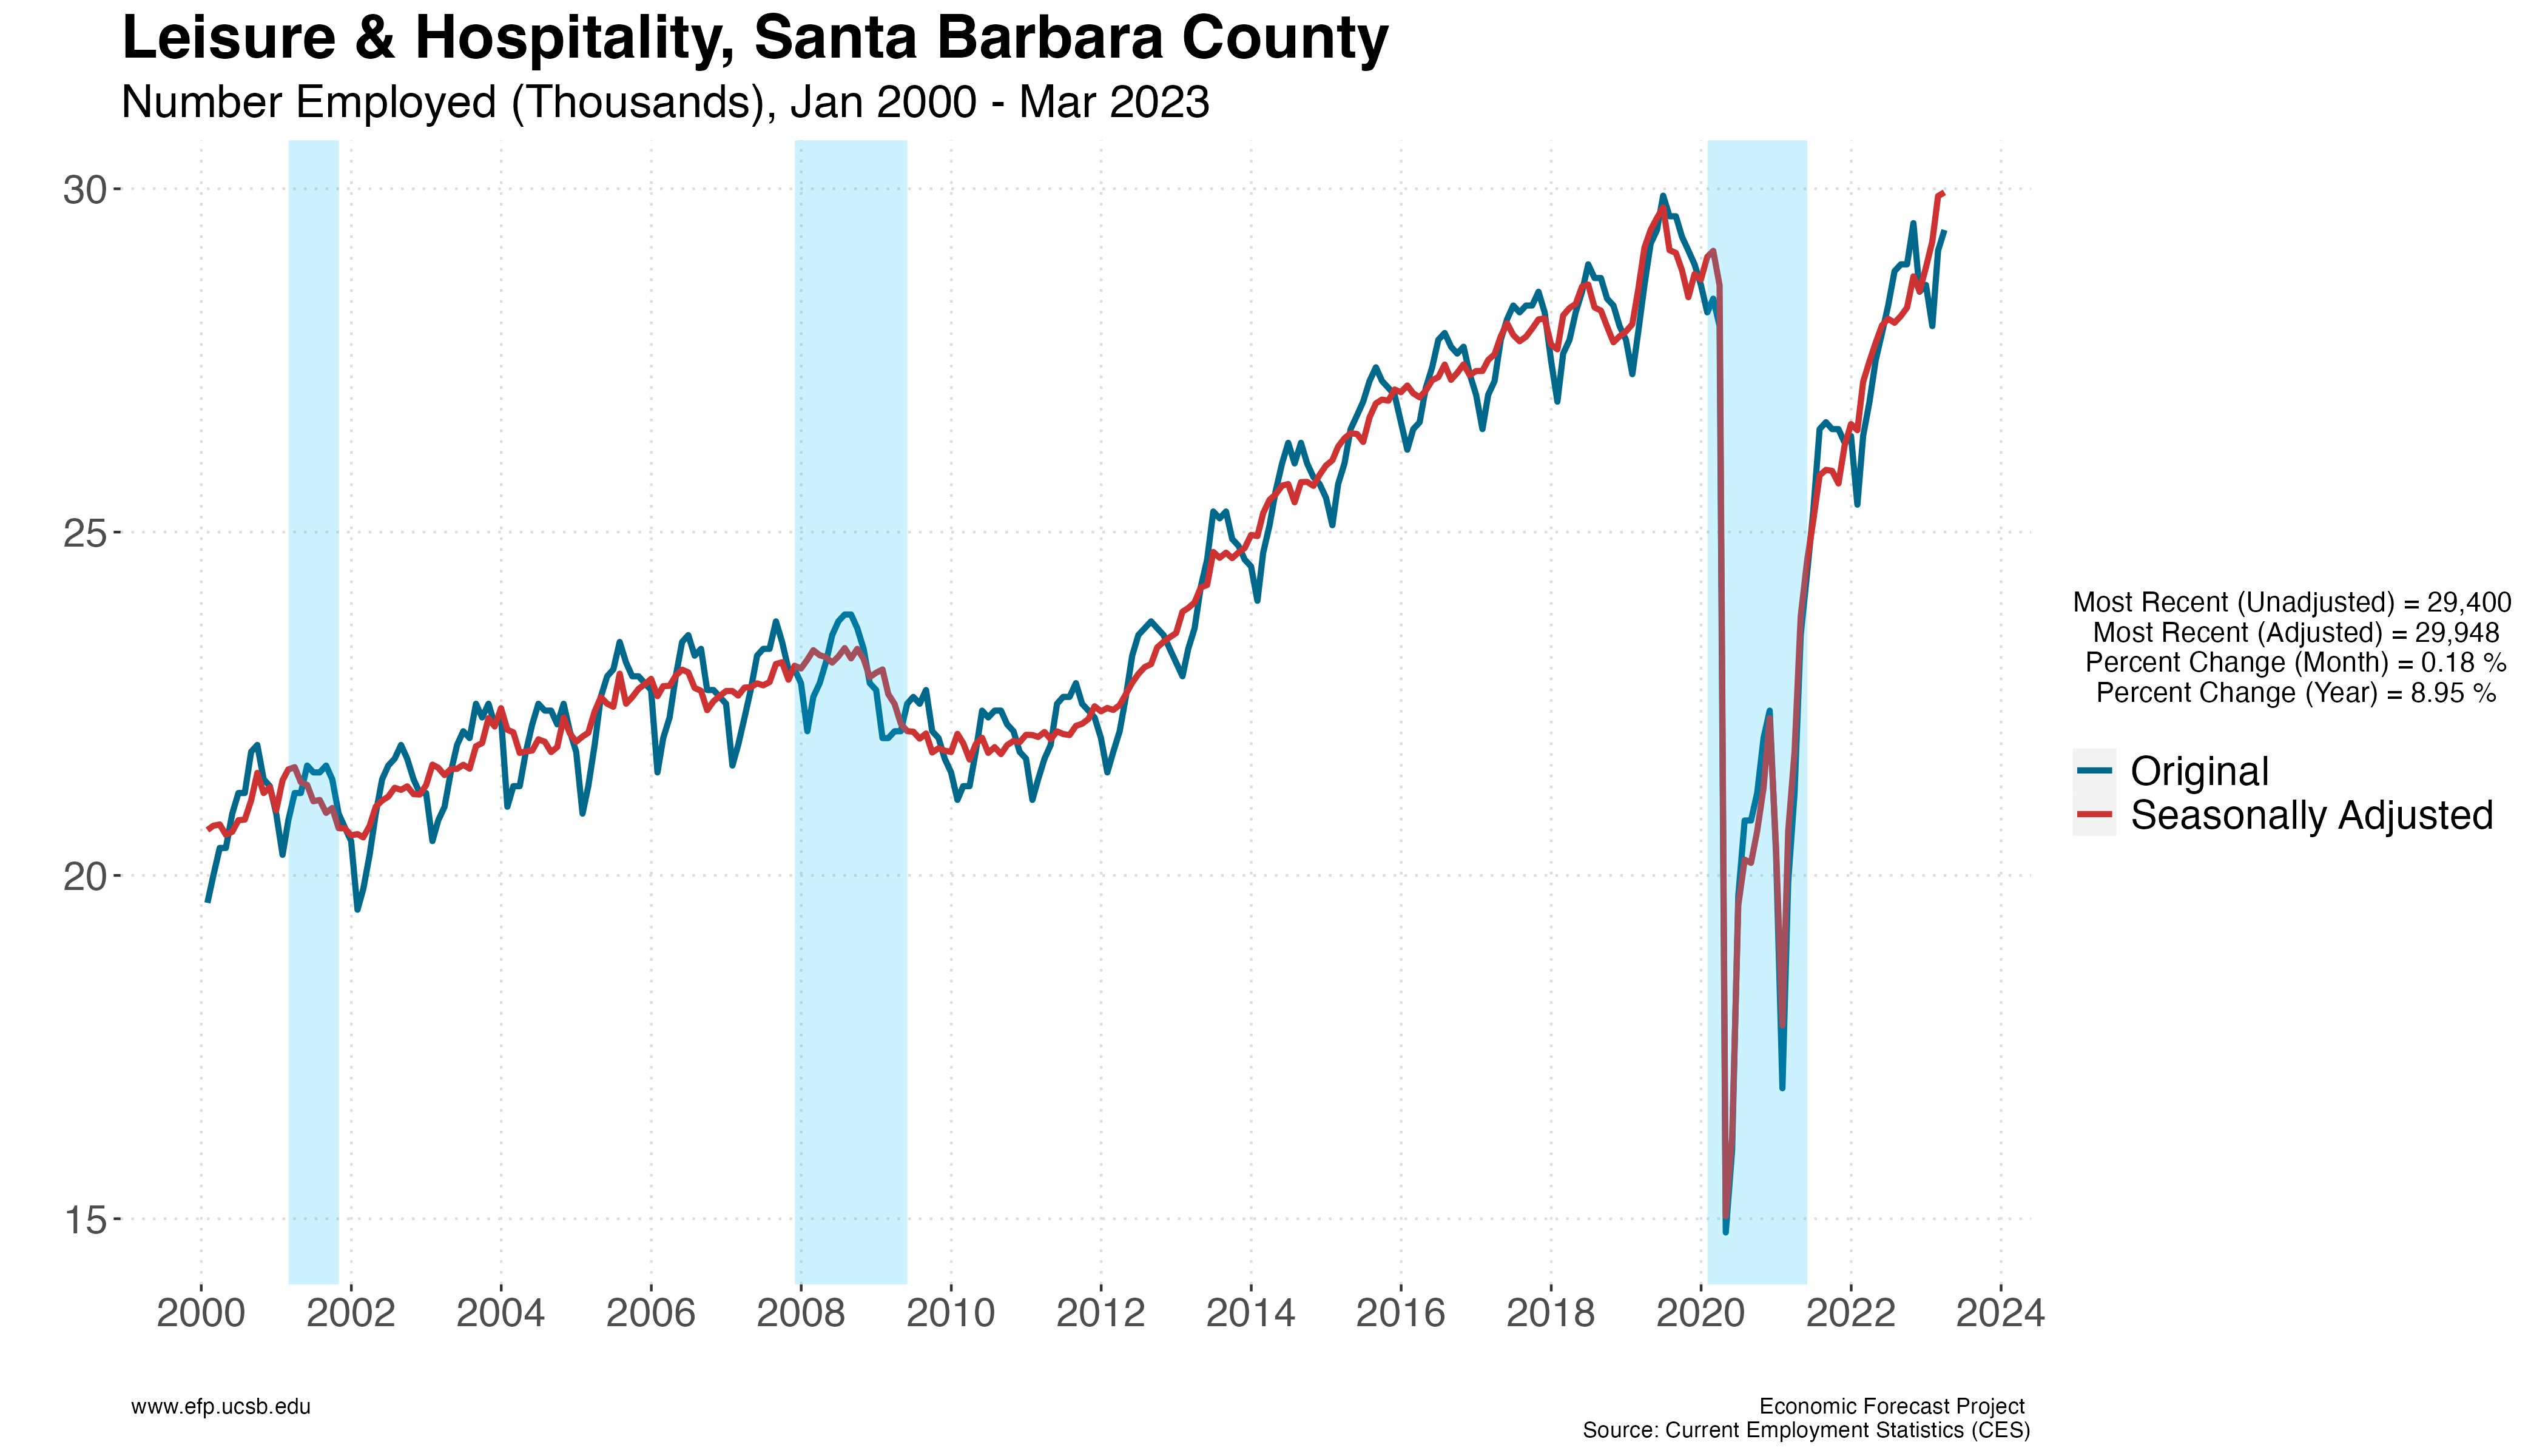 Leisure & Hospitality, Santa Barbara County
Number Employed (Thousands), Jan 2000 - Mar 2023
30
25
20
15
2000 2002 2004 2006 2008 2010 2012 2014 2016 2018 2020 2022 2024
Most Recent (Unadjusted) = 29,400
Most Recent (Adjusted) = 29,948
Percent Change (Month) = 0.18 %
Percent Change (Year) = 8.95 %
Original
Seasonally Adjusted
www.efp.ucsb.edu
Economic Forecast Project
Source: Current Employment Statistics (CES)